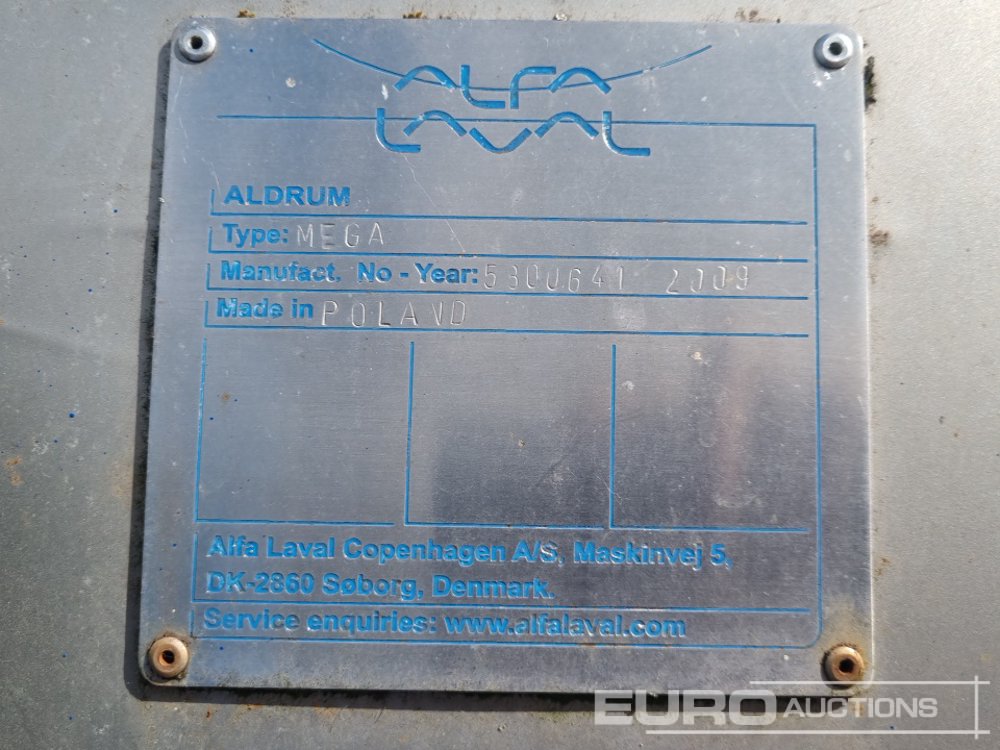 ALFA
LAVAL
ALDRUM
Type: MEGA
Manufact. No - Year: 5300641 2009
Made in POLAND
Alfa Laval Copenhagen A/S, Maskinvej 5,
DK-2860 Søborg, Denmark.
Service enquiries: www.alfalaval.com
EURO AUCTIONS